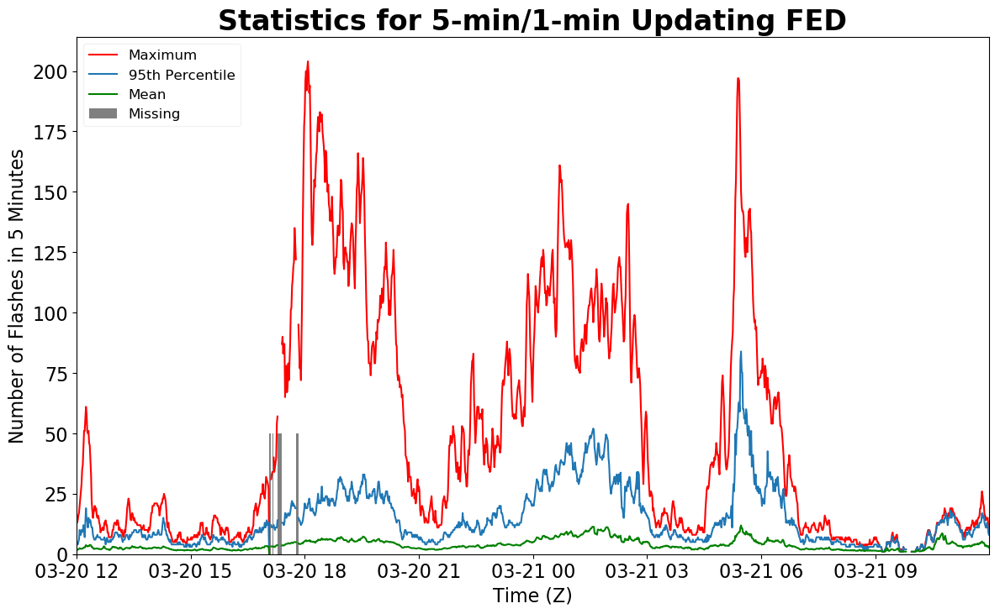 Statistics for 5-min/1-min Updating FED
Maximum
95th Percentile
Mean
Missing
200
175
150
125
100
75
50
25
0
Number of Flashes in 5 Minutes
03-20 12
03-20 15
03-20 18
03-20 21
03-21 00
03-21 03
03-21 06
03-21 09
Time (Z)